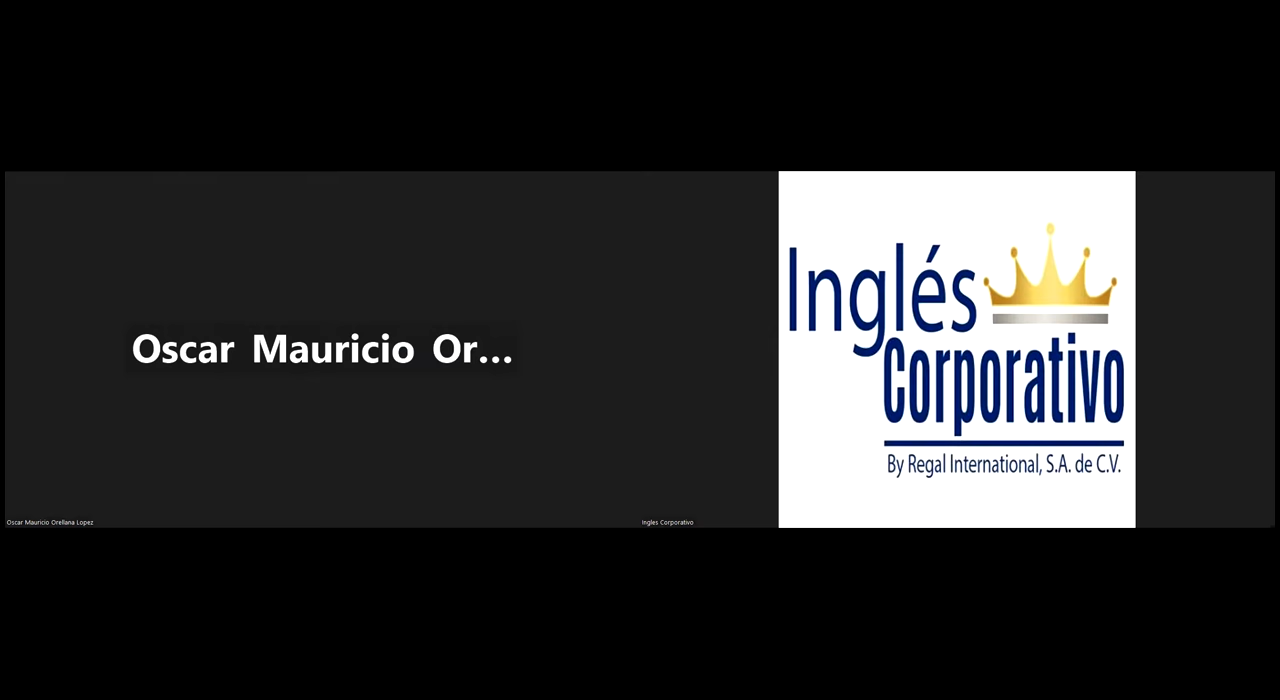 Oscar Mauricio Or...
Oscar Mauricio Orellana Lopez
Inglés
Corporativo
By Regal International, S.A. de C.V.
Ingles Corporativo